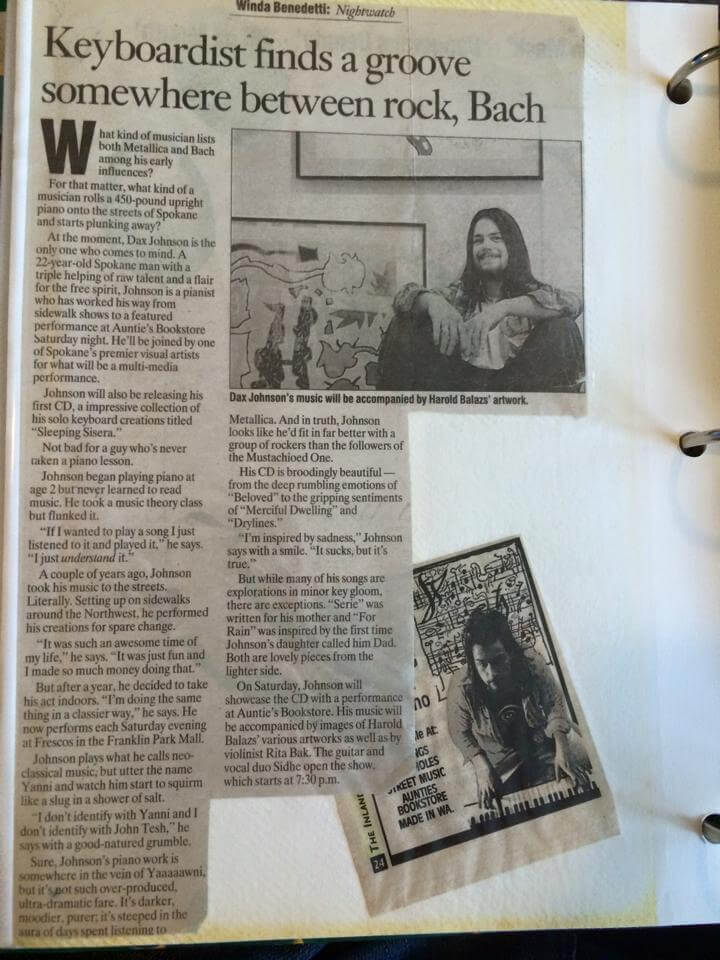 Winda Benedetti: Nightwatch
Keyboardist finds a groove
somewhere between rock, Bach
What kind of musician lists
both Metallica and Bach
among his early
influences?
For that matter, what kind of a
musician rolls a 450-pound upright
piano onto the streets of Spokane
and starts plunking away?
At the moment, Dax Johnson is the
only one who comes to mind. A
22-year-old Spokane man with a
triple helping of raw talent and a flair
for the free spirit, Johnson is a pianist
who has worked his way from
sidewalk shows to a featured
performance at Auntie's Bookstore
Saturday night. He'll be joined by one
of Spokane's premier visual artists
for what will be a multi-media
performance.
Johnson will also be releasing his
first CD, a impressive collection of
his solo keyboard creations titled
"Sleeping Sisera."
Not bad for a guy who's never
taken a piano lesson.
Johnson began playing piano at
age 2 but never learned to read
music. He took a music theory class
but flunked it.
"If I wanted to play a song I just
listened to it and played it," he says.
"I just understand it."
A couple of years ago, Johnson
took his music to the streets.
Literally. Setting up on sidewalks
around the Northwest, he performed
his creations for spare change.
"It was such an awesome time of
my life," he says. "It was just fun and
I made so much money doing that."
But after a year, he decided to take
his act indoors. "I'm doing the same
thing in a classier way," he says. He
now performs each Saturday evening
at Frescos in the Franklin Park Mall.
Johnson plays what he calls neo-
classical music, but utter the name
Yanni and watch him start to squirm
like a slug in a shower of salt.
"I don't identify with Yanni and I
don't identify with John Tesh," he
says with a good-natured grumble.
Sure, Johnson's piano work is
somewhere in the vein of Yaaaaawni,
but it's not such over-produced,
ultra-dramatic fare. It's darker,
moodier, purer; it's steeped in the
aura of days spent listening to
Dax Johnson's music will be accompanied by Harold Balazs' artwork.
Metallica. And in truth, Johnson
looks like he'd fit in far better with a
group of rockers than the followers of
the Mustachioed One.
His CD is broodingly beautiful —
from the deep rumbling emotions of
"Beloved" to the gripping sentiments
of "Merciful Dwelling" and
"Drylines."
"I'm inspired by sadness," Johnson
says with a smile. "It sucks, but it's
true."
But while many of his songs are
explorations in minor key gloom,
there are exceptions. "Serie" was
written for his mother and "For
Rain" was inspired by the first time
Johnson's daughter called him Dad.
Both are lovely pieces from the
lighter side.
On Saturday, Johnson will
showcase the CD with a performance
at Auntie's Bookstore. His music will
be accompanied by images of Harold
Balazs' various artworks as well as by
violinist Rita Bak. The guitar and
vocal duo Sidhe open the show,
which starts at 7:30 p.m.
MUSIC
AUNTIES
BOOKSTORE
MADE IN WA.
24
THE INLAND